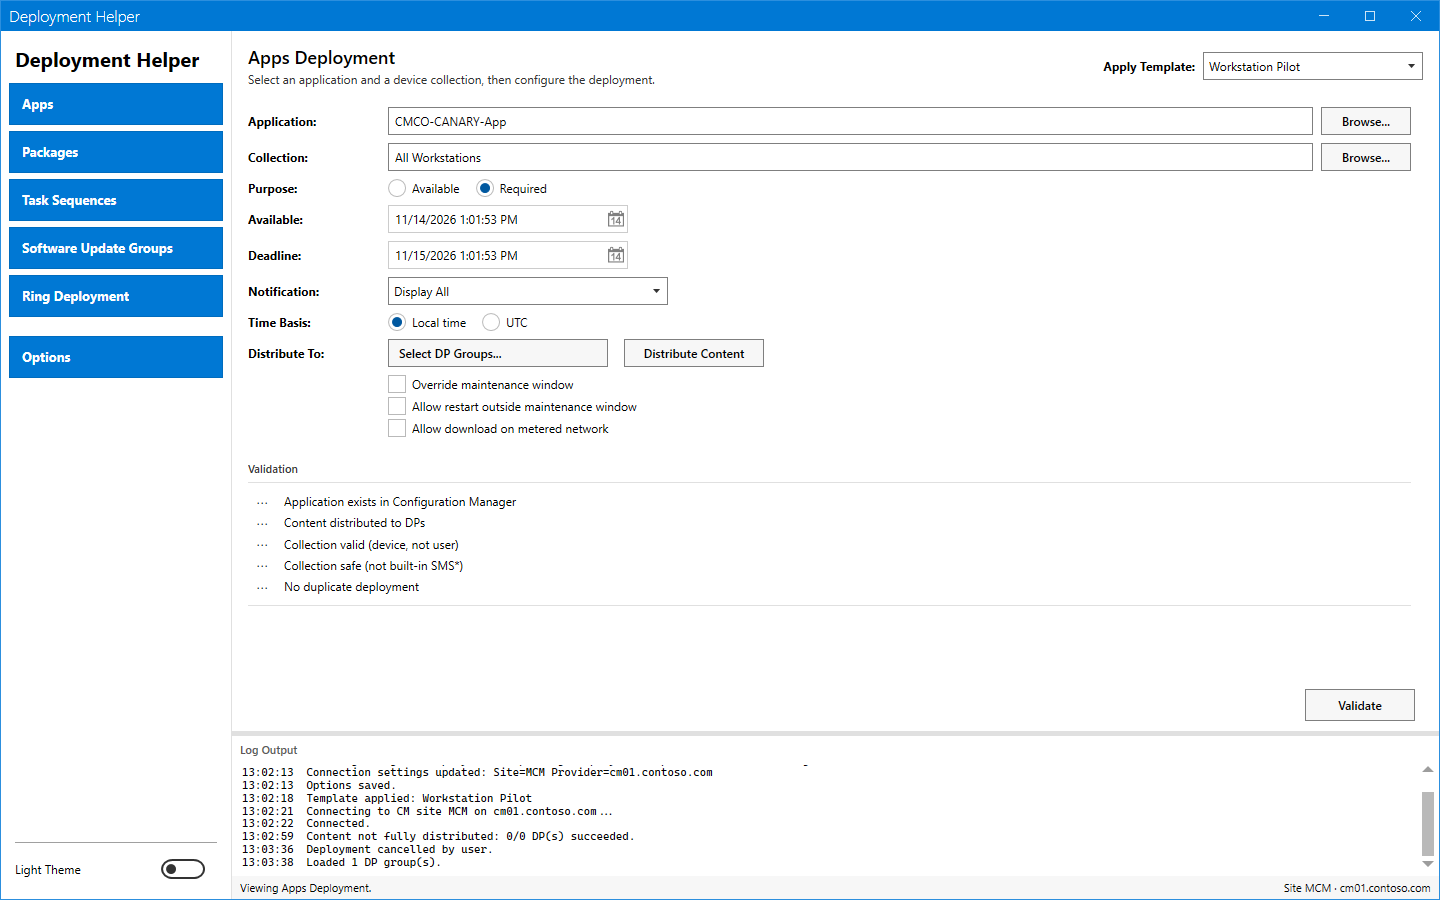 Deployment Helper
Deployment Helper
Apps
Packages
Task Sequences
Software Update Groups
Ring Deployment
Options
Light Theme
Apps Deployment
Select an application and a device collection, then configure the deployment.
Apply Template: Workstation Pilot
Application: CMCO-CANARY-App Browse...
Collection: All Workstations Browse...
Purpose: Available Required
Available: 11/14/2026 1:01:53 PM 14
Deadline: 11/15/2026 1:01:53 PM 14
Notification: Display All
Time Basis: Local time UTC
Distribute To: Select DP Groups... Distribute Content
Override maintenance window
Allow restart outside maintenance window
Allow download on metered network
Validation
... Application exists in Configuration Manager
... Content distributed to DPs
... Collection valid (device, not user)
... Collection safe (not built-in SMS*)
... No duplicate deployment
Validate
Log Output
13:02:13 Connection settings updated: Site=MCM Provider=cm01.contoso.com
13:02:13 Options saved.
13:02:18 Template applied: Workstation Pilot
13:02:21 Connecting to CM site MCM on cm01.contoso.com...
13:02:22 Connected.
13:02:59 Content not fully distributed: 0/0 DP(s) succeeded.
13:03:36 Deployment cancelled by user.
13:03:38 Loaded 1 DP group(s).
Viewing Apps Deployment.
Site MCM · cm01.contoso.com